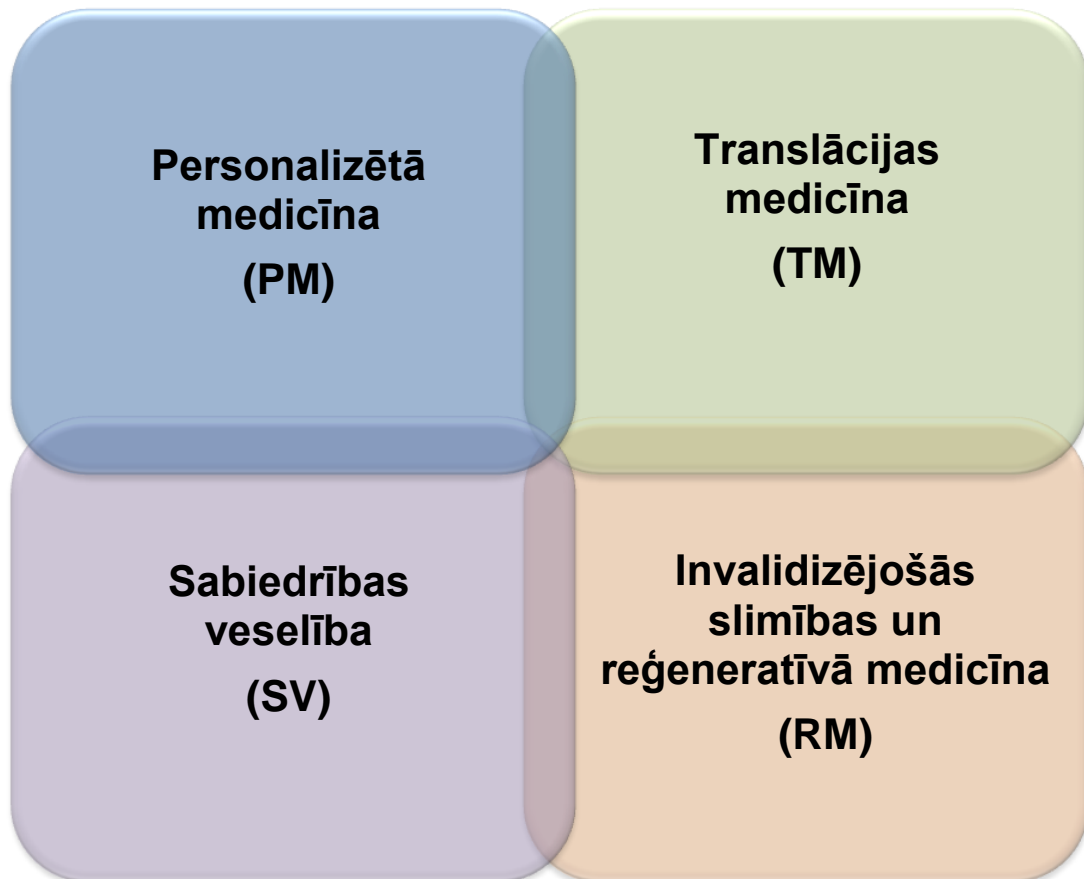 Personalizētā
medicīna
(PM)
Translācijas
medicīna
(TM)
Sabiedrības
veselība
(SV)
Invalidizējošās
slimības un
reģeneratīvā medicīna
(RM)